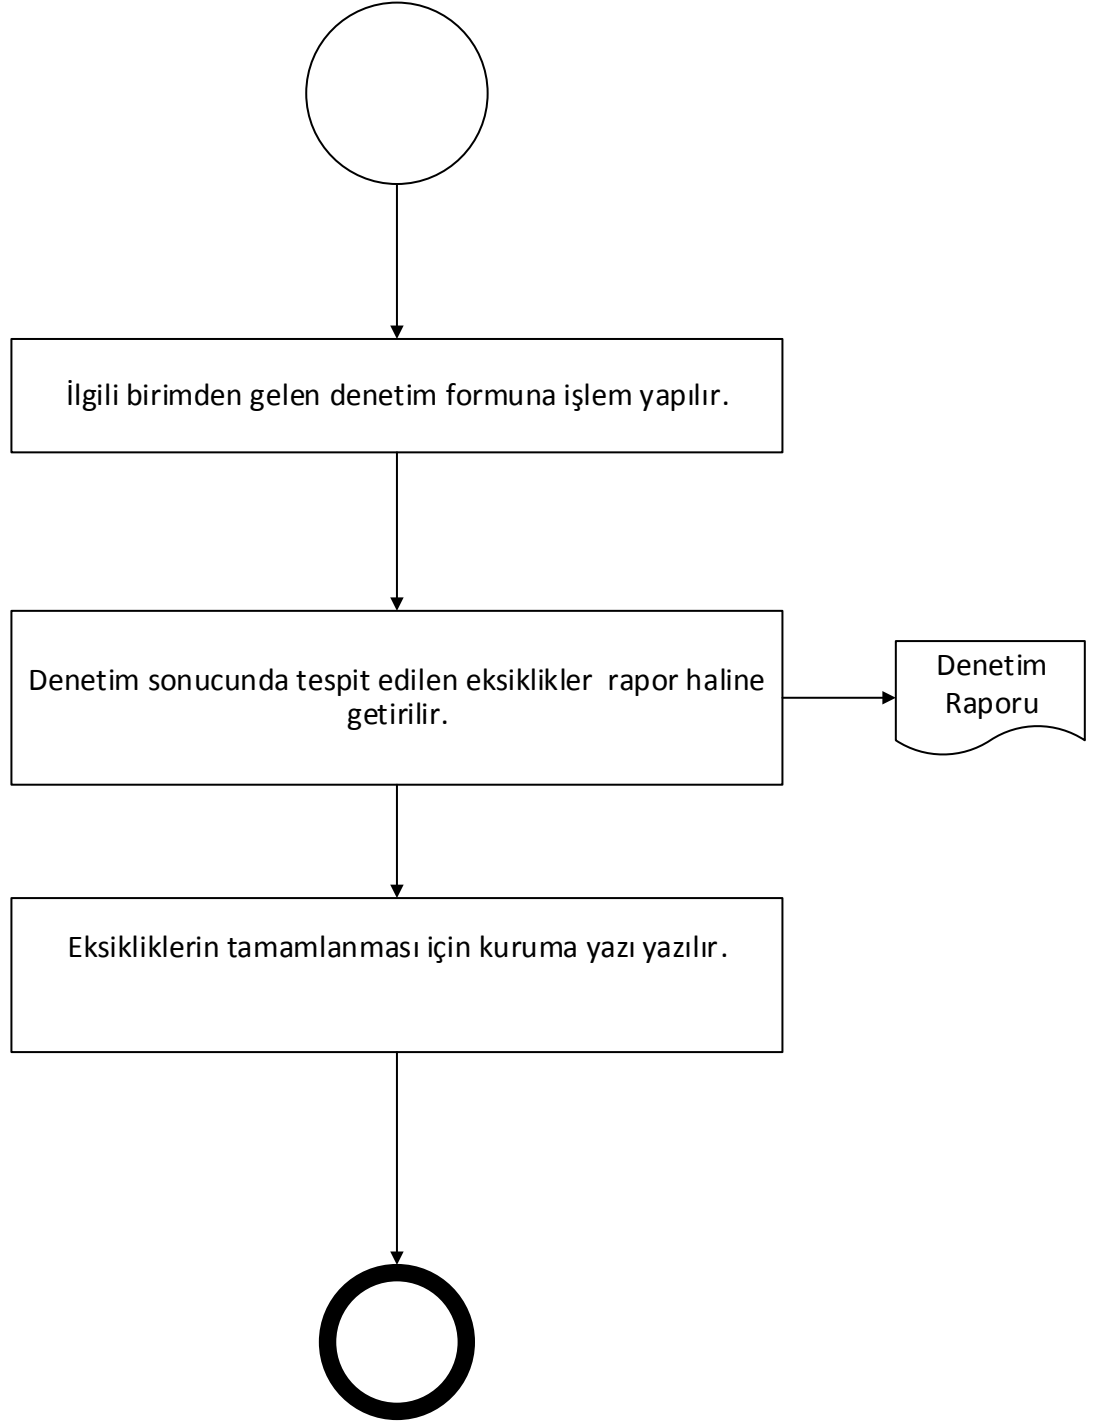 İlgili birimden gelen denetim formuna işlem yapılır.
Denetim sonucunda tespit edilen eksiklikler  rapor haline
getirilir.
Denetim
Raporu
Eksikliklerin tamamlanması için kuruma yazı yazılır.